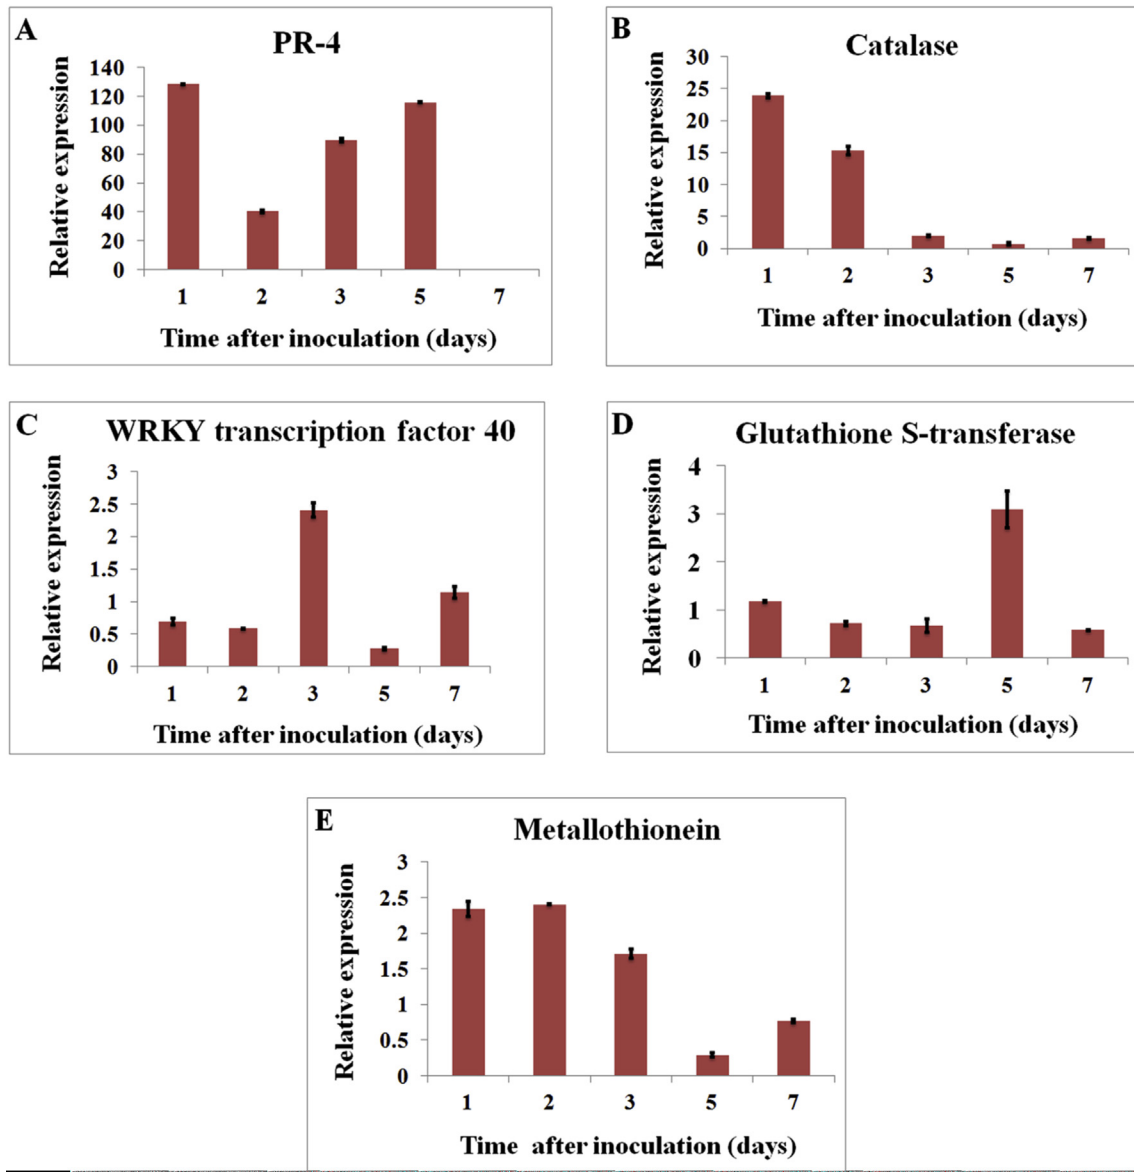 A
PR-4
Relative expression
140
120
100
80
60
40
20
0
1 2 3 5 7
Time after inoculation (days)
B
Catalase
Relative expression
30
25
20
15
10
5
0
1 2 3 5 7
Time after inoculation (days)
C
WRKY transcription factor 40
Relative expression
3
2.5
2
1.5
1
0.5
0
1 2 3 5 7
Time after inoculation (days)
D
Glutathione S-transferase
Relative expression
4
3
2
1
0
1 2 3 5 7
Time after inoculation (days)
E
Metallothionein
Relative expression
3
2.5
2
1.5
1
0.5
0
1 2 3 5 7
Time after inoculation (days)